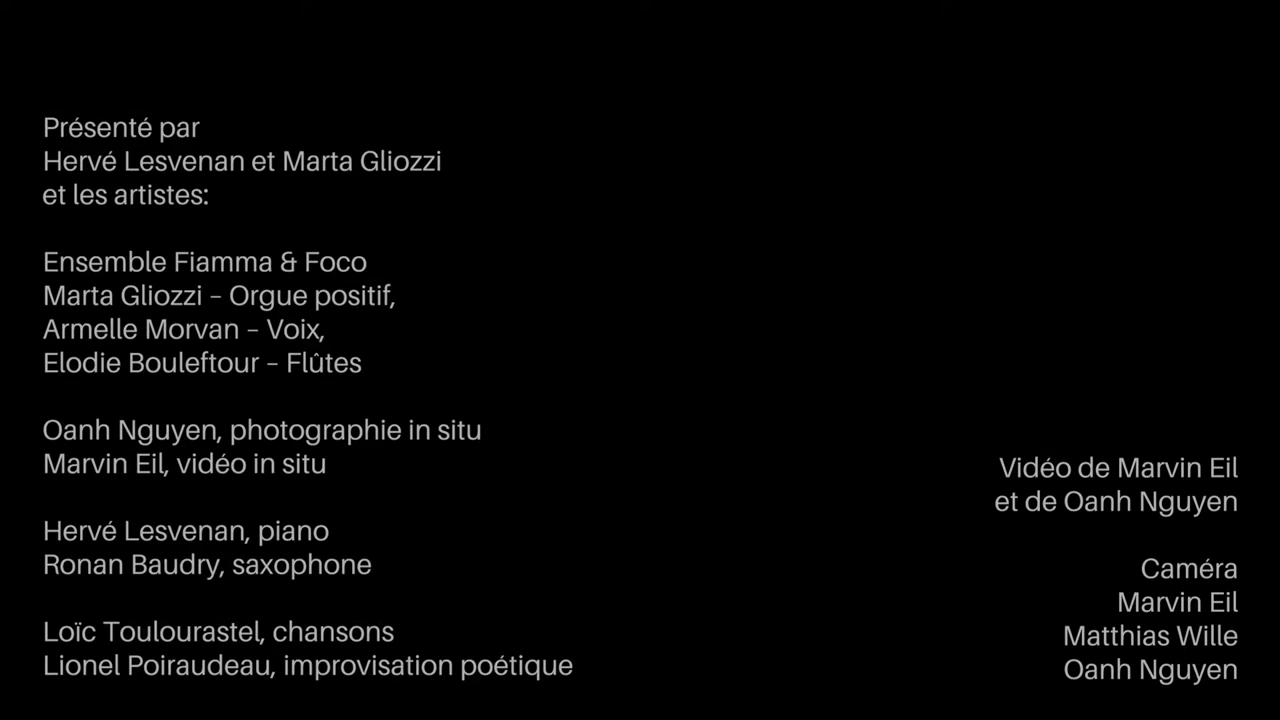 Présenté par
Hervé Lesvenan et Marta Gliozzi
et les artistes:
Ensemble Fiamma & Foco
Marta Gliozzi – Orgue positif,
Armelle Morvan – Voix,
Elodie Bouleftour – Flûtes
Oanh Nguyen, photographie in situ
Marvin Eil, vidéo in situ
Hervé Lesvenan, piano
Ronan Baudry, saxophone
Loïc Toulourastel, chansons
Lionel Poiraudeau, improvisation poétique
Vidéo de Marvin Eil
et de Oanh Nguyen
Caméra
Marvin Eil
Matthias Wille
Oanh Nguyen